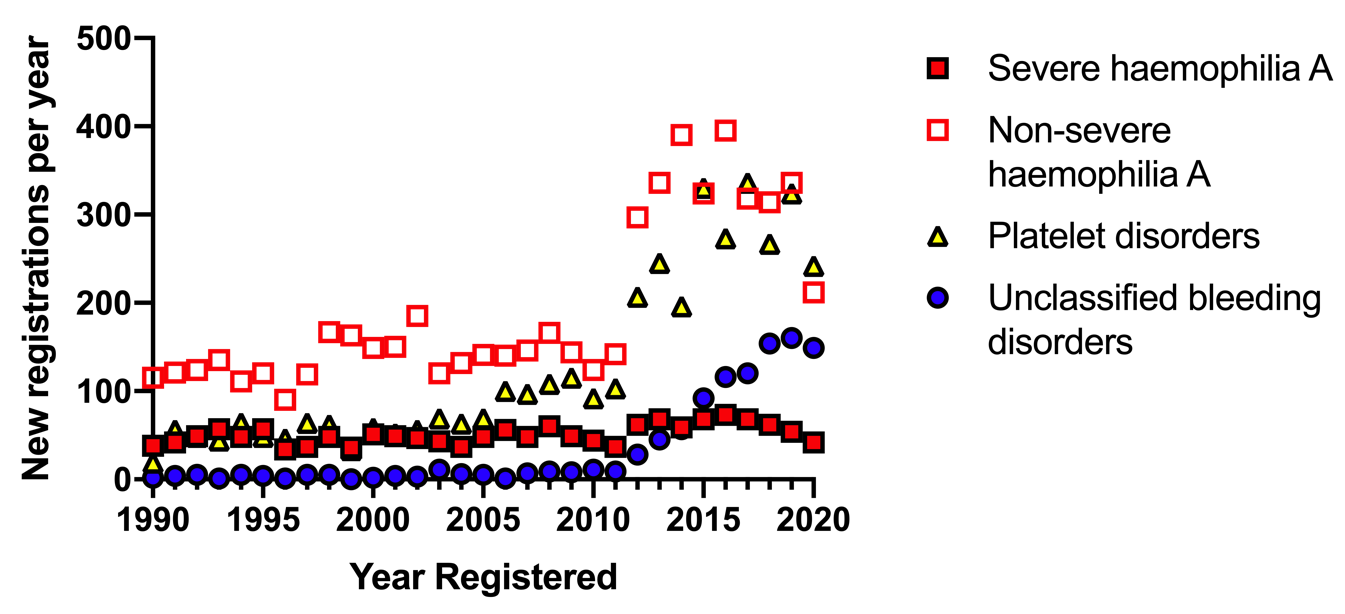 New registrations per year
500
400
300
200
100
0
1990 1995 2000 2005 2010 2015 2020
Year Registered
Severe haemophilia A
Non-severe
haemophilia A
Platelet disorders
Unclassified bleeding
disorders